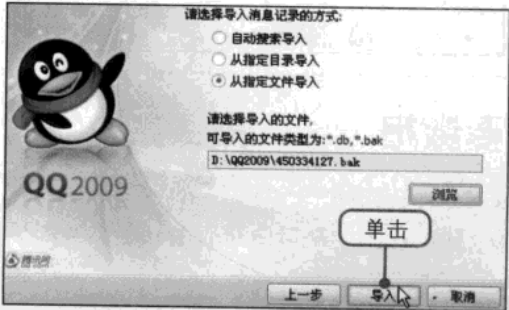 请选择导入消息记录的方式:
自动搜索导入
从指定目录导入
从指定文件导入
请选择导入的文件,
可导入的文件类型为:*.db,*.bak
D:\QQ2009\450334127.bak
浏览
QQ2009
单击
上一步
导入
取消